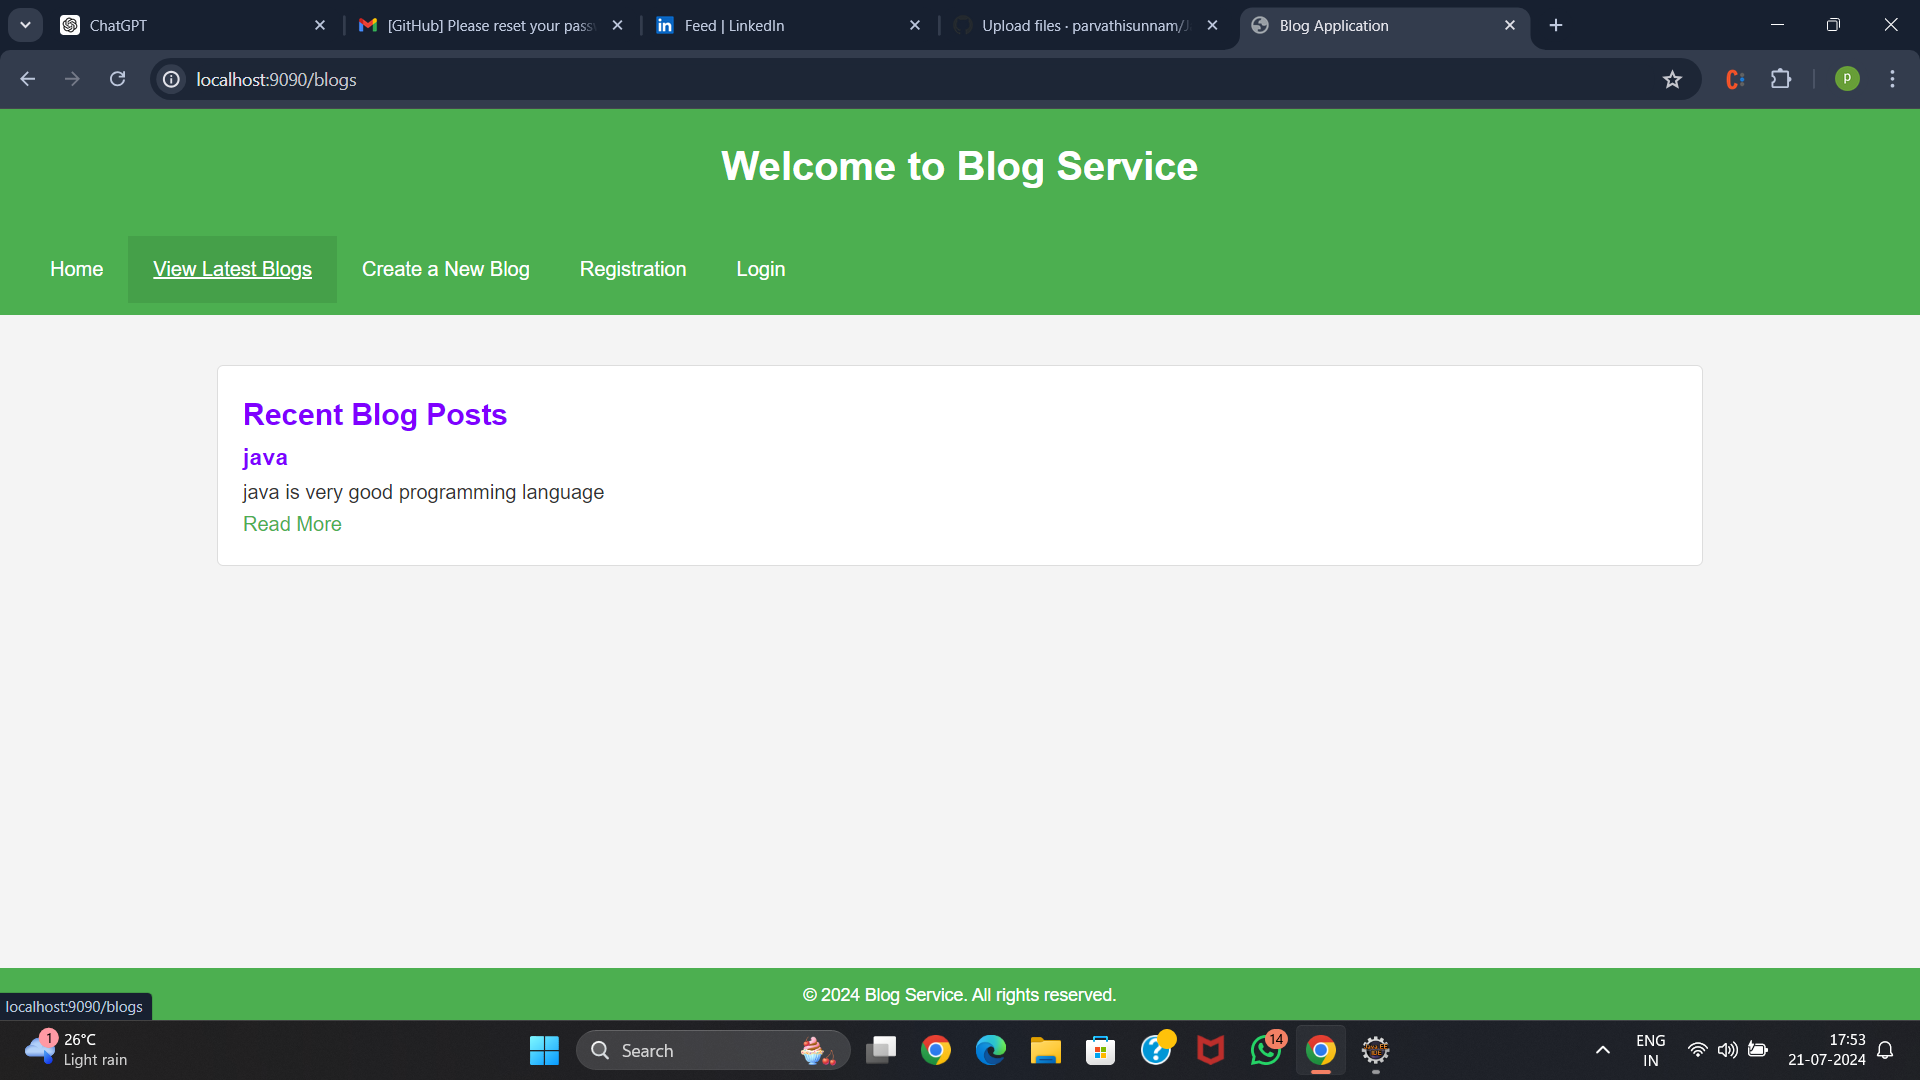 ChatGPT
[GitHub] Please reset your passw
Feed | LinkedIn
Upload files · parvathisunnam/J
Blog Application
localhost:9090/blogs
P
Welcome to Blog Service
Home
View Latest Blogs
Create a New Blog
Registration
Login
Recent Blog Posts
java
java is very good programming language
Read More
© 2024 Blog Service. All rights reserved.
localhost:9090/blogs
1
26°C
Light rain
Search
14
ENG
IN
17:53
21-07-2024